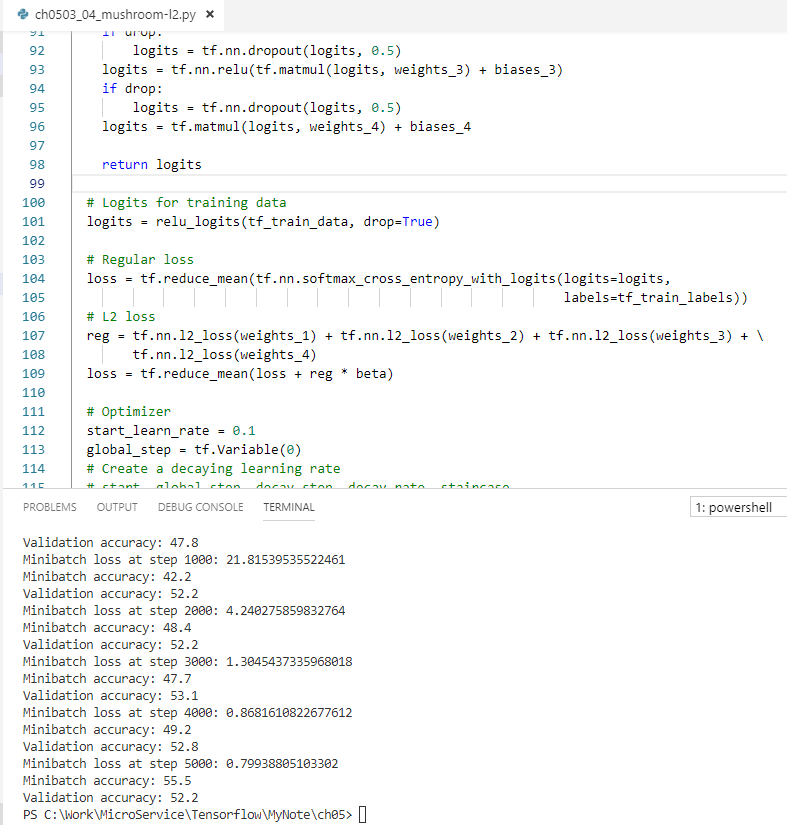 ch0503_04_mushroom-l2.py ×
91 if drop:
92 logits = tf.nn.dropout(logits, 0.5)
93 logits = tf.nn.relu(tf.matmul(logits, weights_3) + biases_3)
94 if drop:
95 logits = tf.nn.dropout(logits, 0.5)
96 logits = tf.matmul(logits, weights_4) + biases_4
97
98 return logits
99
100 # Logits for training data
101 logits = relu_logits(tf_train_data, drop=True)
102
103 # Regular loss
104 loss = tf.reduce_mean(tf.nn.softmax_cross_entropy_with_logits(logits=logits,
105 labels=tf_train_labels))
106 # L2 loss
107 reg = tf.nn.l2_loss(weights_1) + tf.nn.l2_loss(weights_2) + tf.nn.l2_loss(weights_3) + \
108 tf.nn.l2_loss(weights_4)
109 loss = tf.reduce_mean(loss + reg * beta)
110
111 # Optimizer
112 start_learn_rate = 0.1
113 global_step = tf.Variable(0)
114 # Create a decaying learning rate
115 # start, global step, decay step, decay rate, staircase
PROBLEMS OUTPUT DEBUG CONSOLE TERMINAL 1: powershell
Validation accuracy: 47.8
Minibatch loss at step 1000: 21.81539535522461
Minibatch accuracy: 42.2
Validation accuracy: 52.2
Minibatch loss at step 2000: 4.240275859832764
Minibatch accuracy: 48.4
Validation accuracy: 52.2
Minibatch loss at step 3000: 1.3045437335968018
Minibatch accuracy: 47.7
Validation accuracy: 53.1
Minibatch loss at step 4000: 0.8681610822677612
Minibatch accuracy: 49.2
Validation accuracy: 52.8
Minibatch loss at step 5000: 0.79938805103302
Minibatch accuracy: 55.5
Validation accuracy: 52.2
PS C:\Work\MicroService\Tensorflow\MyNote\ch05>